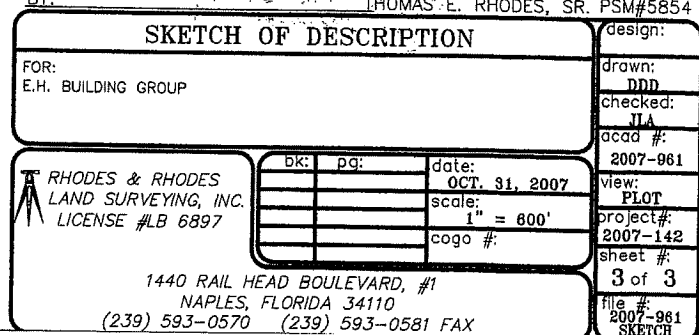 BY:
THOMAS E. RHODES, SR. PSM#5854
SKETCH OF DESCRIPTION
FOR:
E.H. BUILDING GROUP
design:
drawn:
DDD
checked:
JLA
acad #:
2007-961
view:
PLOT
project#:
2007-142
sheet #:
3 of 3
file #:
2007-961
SKETCH
RHODES & RHODES
LAND SURVEYING, INC.
LICENSE #LB 6897
bk: pg:
date:
OCT. 31, 2007
scale:
1" = 600'
cogo #:
1440 RAIL HEAD BOULEVARD, #1
NAPLES, FLORIDA 34110
(239) 593-0570 (239) 593-0581 FAX